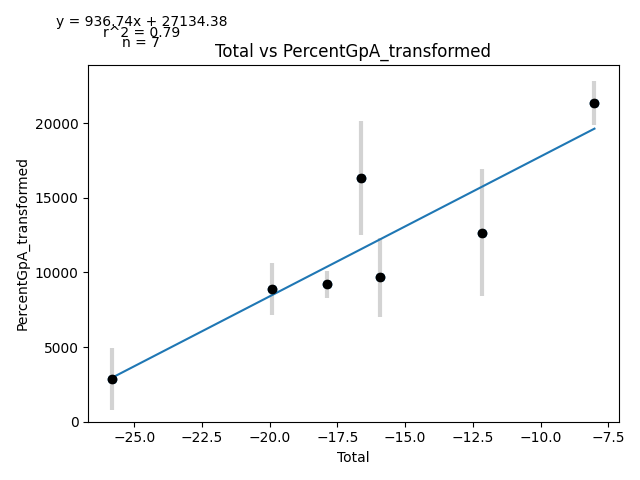 y = 936.74x + 27134.38
r^2 = 0.79
n = 7
Total vs PercentGpA_transformed
PercentGpA_transformed
20000
15000
10000
5000
0
−25.0 −22.5 −20.0 −17.5 −15.0 −12.5 −10.0 −7.5
Total